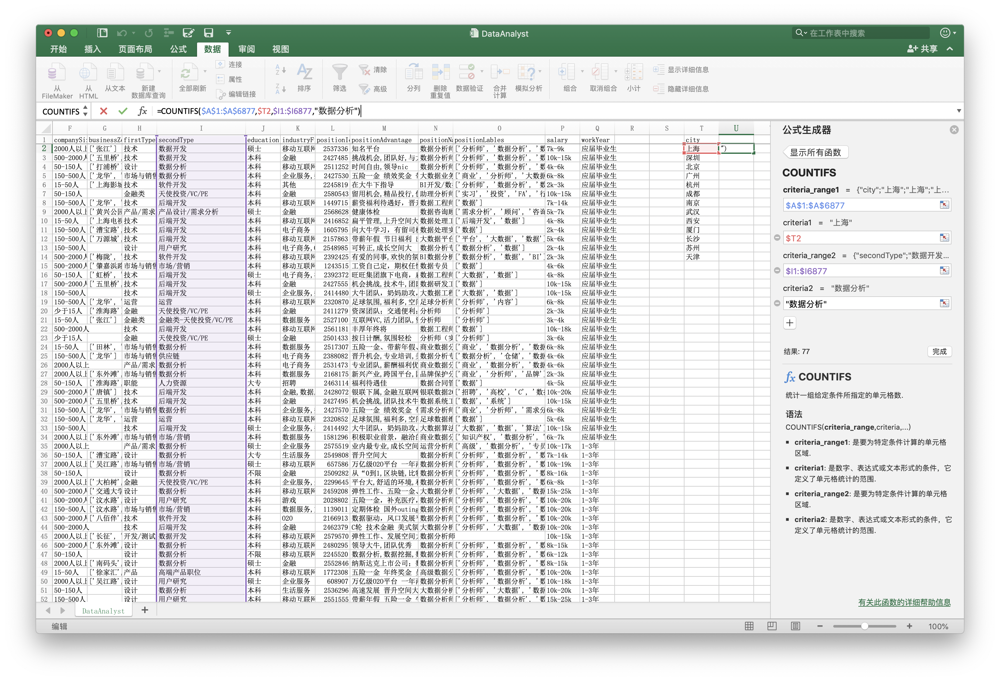 DataAnalyst
在工作表中搜索
开始 插入 页面布局 公式 数据 审阅 视图
共享
从 FileMaker
从 HTML
从文本
新建 数据库查询
全部刷新
连接
属性
编辑链接
排序
筛选
清除
高级
分列
删除 重复值
数据验证
合并 计算
模拟分析
组合
取消组合
小计
显示详细信息
隐藏详细信息
COUNTIFS fx =COUNTIFS($A$1:$A$6877,$T2,$I1:$I6877,"数据分析")
F G H I J K L M N O P Q R S T U
1 companySi businessZ firstType secondType education industryF positionI positionAdvantage positionN positionLables salary workYear city
2 2000人以上 ['张江'] 技术 数据开发 硕士 移动互联网 2537336 知名平台 数据分析师 ['分析师', '数据分析', '数 7k-9k 应届毕业生 上海 ")
3 500-2000人 ['五里桥', 技术 数据开发 本科 金融 2427485 挑战机会,团队好,与 数据分析师 ['分析师', '数据分析', '数 10k-15k 应届毕业生 深圳
4 50-150人 ['打浦桥' 设计 数据分析 本科 移动互联网 2511252 时间自由,领导nic 数据分析师 ['分析师', '数据分析', '数 4k-6k 应届毕业生 北京
5 150-500人 ['龙华', ' 市场与销售 数据分析 本科 企业服务, 2427530 五险一金 绩效奖金 大数据业务 ['商业', '分析师', '大数据 6k-8k 应届毕业生 广州
6 15-50人 ['上海影城 技术 软件开发 本科 其他 2245819 在大牛下指导 BI开发/数 ['分析师', '数据分析', '数 2k-3k 应届毕业生 杭州
7 50-150人 金融类 天使投资/VC/PE 本科 金融 2580543 留用机会,精品投行, 助理分析师 ['实习', '投资', 'FA', '行 10k-15k 应届毕业生 成都
8 150-500人 ['龙华', ' 技术 后端开发 本科 移动互联网 1449715 薪资福利待遇好, 晋 数据工程师 ['数据'] 7k-14k 应届毕业生 南京
9 2000人以上 ['黄兴公园 产品/需求 产品设计/需求分析 硕士 金融 2568628 健康体检 数据咨询顾 ['需求分析', '顾问', '咨询 5k-7k 应届毕业生 武汉
10 15-50人 ['上海电视 技术 后端开发 本科 移动互联网 2416852 扁平管理,上升空间大 数据处理工 ['后端开发', '数据'] 4k-8k 应届毕业生 西安
11 150-500人 ['漕宝路' 技术 后端开发 本科 电子商务 1605795 向大牛学习, 有留司机 数据处理实 ['数据'] 2k-4k 应届毕业生 厦门
12 150-500人 ['万源城', 技术 后端开发 本科 移动互联网 2157863 带薪年假 节日福利 大数据平台 ['平台', '大数据', '数据'] 5k-6k 应届毕业生 长沙
13 150-500人 设计 用户研究 本科 电子商务, 2548985 可转正,成长空间大 数据分析专 ['数据分析', '数据'] 2k-4k 应届毕业生 苏州
14 500-2000人 ['梅陇', ' 技术 软件开发 本科 移动互联网 2392425 有爱的同事,欢快的氛 BI数据分析 ['数据分析', '数据', 'BI'] 2k-3k 应届毕业生 天津
15 500-2000人 ['肇嘉浜路 市场与销售 市场/营销 本科 移动互联网 1243515 工资自己定, 期权任性 数据专员 ['数据'] 4k-6k 应届毕业生
16 50-150人 ['虹桥', ' 技术 后端开发 硕士 电子商务, 2392372 旺旺集团旗下电商, 数据工程师 ['大数据', '数据'] 4k-8k 应届毕业生
17 500-2000人 ['五里桥', 技术 后端开发 本科 金融 2427555 机会挑战,技术牛,团 数据研发工 ['数据'] 10k-15k 应届毕业生
18 150-500人 技术 后端开发 本科 企业服务, 2414480 大牛团队, 奶妈助攻, 大数据工程 ['大数据', '数据'] 10k-15k 应届毕业生
19 150-500人 ['龙华', ' 运营 运营 本科 移动互联网 2320870 足球氛围,福利多,空间 足球分析师 ['分析师', '内容'] 6k-8k 应届毕业生
20 少于15人 ['淮海路' 金融 天使投资/VC/PE 本科 金融 2411279 资深团队; 交通便利; 分析师 ['分析师'] 2k-3k 应届毕业生
21 15-50人 ['张江'] 金融类 金融类-天使投资/VC/PE 本科 数据服务 2527100 互联网VC,活力团队, 分析师 ['分析师'] 3k-4k 应届毕业生
22 500-2000人 技术 后端开发 本科 移动互联网 2561181 丰厚年终将 数据工程师 ['数据'] 10k-18k 应届毕业生
23 少于15人 金融 天使投资/VC/PE 硕士 金融 2501433 按日计酬,氛围轻松 分析师（实 ['分析师'] 3k-6k 应届毕业生
24 15-50人 ['田林', ' 市场与销售 数据分析 本科 数据服务 2517307 五险一金、带薪年假、 商业数据分 ['商业', '数据分析', '数据 6k-8k 应届毕业生
25 150-500人 ['龙华'] 市场与销售 供应链 本科 电子商务 2388082 晋升机会,专业培训, 数据分析专 ['数据分析', '仓储', '数据 4k-6k 应届毕业生
26 2000人以上 产品/需求 数据分析 本科 电子商务 2531473 专业团队,薪酬福利优 商业数据分 ['商业', '数据分析', '数据 4k-6k 应届毕业生
27 2000人以上 ['东外滩' 市场与销售 数据分析 本科 数据服务 2168175 新兴产业,跨国平台, 品牌保护分 ['商业', '分析师', '品牌'] 2k-3k 应届毕业生
28 50-150人 ['淮海路', 职能 人力资源 大专 招聘 2463114 福利待遇佳 数据合同管 ['数据'] 4k-5k 应届毕业生
29 500-2000人 ['唐镇'] 技术 后端开发 本科 金融,数据 2428072 银联下属,金融互联网 银联数据20 ['招聘', '高校', 'C', '数 10k-20k 应届毕业生
30 500-2000人 ['五里桥', 技术 后端开发 本科 金融 2427495 机会挑战,团队技术牛 数据系统工 ['数据', '系统'] 10k-15k 应届毕业生
31 150-500人 ['龙华', ' 市场与销售 数据分析 本科 企业服务, 2427570 五险一金 绩效奖金 需求分析师 ['商业', '分析师', '需求分 6k-8k 应届毕业生
32 150-500人 ['龙华', ' 运营 运营 本科 移动互联网 2320852 足球氛围,福利多,空间 足球数据维 ['数据'] 5k-6k 应届毕业生
33 150-500人 技术 后端开发 硕士 企业服务, 2414492 大牛团队, 奶妈助攻, 大数据算法 ['大数据', '数据', '算法'] 10k-15k 应届毕业生
34 2000人以上 ['东外滩' 市场与销售 市场/营销 本科 数据服务 1581296 积极职业前景, 融洽 商业数据分 ['知识产权', '数据分析', ' 6k-7k 应届毕业生
35 2000人以上 产品/需求 数据分析 硕士 企业服务 2575519 业内最专业,成长空间 运营分析师 ['高级', '数据分析', '专员 10k-17k 1-3年
36 50-150人 ['漕宝路', 设计 数据分析 大专 生活服务 2549808 晋升空间大 数据分析师 ['分析师', '数据分析', '数 7k-14k 1-3年
37 2000人以上 ['吴江路' 市场与销售 市场/营销 硕士 移动互联网 657586 万亿级O2O平台 一年两 数据分析师 ['分析师', '数据分析', '数 10k-19k 1-3年
38 50-150人 设计 数据分析 不限 金融 2509282 从“0到1,区块链,比特 数据分析师 ['分析师', '数据分析', '数 8k-16k 1-3年
39 2000人以上 ['大柏树' 金融 天使投资/VC/PE 本科 企业服务, 2299645 平台大,舒适的环境, 数据分析师 ['分析师', '数据分析', '数 6k-8k 1-3年
40 500-2000人 ['交通大学 设计 数据分析 本科 移动互联网 2459208 弹性工作、五险一金、 大数据分析 ['分析师', '大数据', '数据 15k-25k 1-3年
41 500-2000人 ['汶水路', 设计 用户研究 本科 游戏 2028802 五险一金, 补充医疗, 数据分析师 ['分析师', '数据分析', '数 10k-20k 1-3年
42 150-500人 ['汶水路', 市场与销售 市场/营销 本科 数据服务, 1139011 定期体检 国外outing 数据分析师 ['分析师', '数据分析', '数 10k-20k 1-3年
43 500-2000人 ['八佰伴' 技术 软件开发 本科 O2O 2166913 数据驱动, 风口发展 数据分析师 ['分析师', '数据分析', '数 10k-20k 1-3年
44 500-2000人 技术 后端开发 本科 金融 2462379 C轮 技术金融 美式氛 大数据分析 ['分析师', '大数据', '数据 10k-20k 1-3年
45 2000人以上 ['长征', ' 开发/测试 数据开发 本科 移动互联网 2579570 弹性工作、发展空间 数据分析师 10k-15k 1-3年
46 500-2000人 ['东外滩', 设计 数据分析 本科 移动互联网 2480295 领导大牛,团队优秀 数据分析师 ['分析师', '数据分析', '数 8k-15k 1-3年
47 50-150人 设计 数据分析 不限 移动互联网 2245520 数据分析,数据挖掘, 数据分析师 ['分析师', '数据分析', '数 6k-12k 1-3年
48 2000人以上 ['南码头' 设计 数据分析 硕士 金融 2552846 纳斯达克上市公司; 数据分析师 ['分析师', '数据分析', '数 8k-15k 1-3年
49 15-50人 ['徐家汇', 产品 高端产品职位 本科 移动互联网 1772308 五险一金 年终奖金 高级数据分 ['分析师', '数据分析', '数 10k-20k 1-3年
50 2000人以上 ['吴江路' 设计 用户研究 硕士 企业服务 608907 万亿级O2O平台 一年两 数据分析师 ['分析师', '数据分析', '数 10k-18k 1-3年
51 50-150人 设计 数据分析 本科 生活服务 2536296 高速发展 晋升空间大 大数据分析 ['分析师', '大数据', '数据 10k-20k 1-3年
52 150-500人 设计 用户研究 本科 移动互联网 2551555 带薪年假 五险一金 数据分析师 ['分析师', '数据分析', '数 15k-25k 1-3年
公式生成器
显示所有函数
COUNTIFS
criteria_range1 = {"city";"上海";"上海";"上...
$A$1:$A$6877
criteria1 = "上海"
$T2
criteria_range2 = {"secondType";"数据开发...
$I1:$I6877
criteria2 = "数据分析"
"数据分析"
结果: 77
完成
fx COUNTIFS
统计一组给定条件所指定的单元格数.
语法
COUNTIFS(criteria_range,criteria,...)
▪ criteria_range1: 是要为特定条件计算的单元格
区域.
▪ criteria1: 是数字、表达式或文本形式的条件，它
定义了单元格统计的范围.
▪ criteria_range2: 是要为特定条件计算的单元格
区域.
▪ criteria2: 是数字、表达式或文本形式的条件，它
定义了单元格统计的范围.
有关此函数的详细帮助信息
DataAnalyst +
编辑
100%